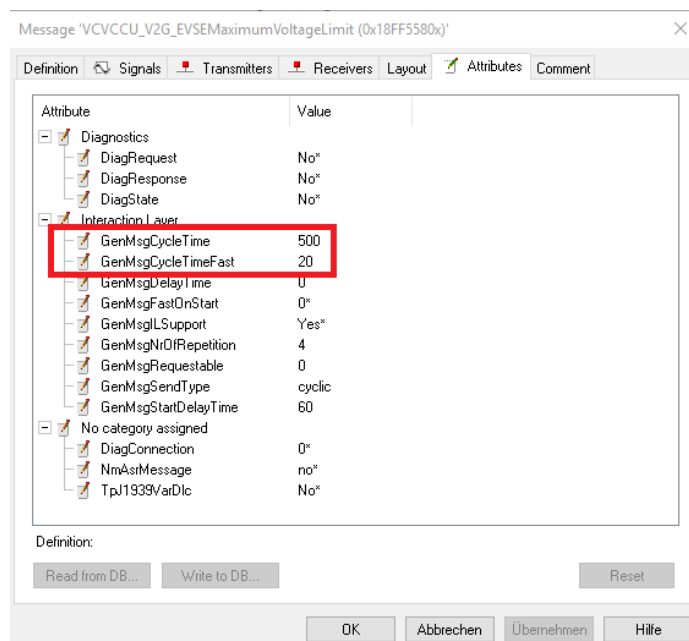 Message 'VCVCCU_V2G_EVSEMaximumVoltageLimit (0x18FF5580x)'
Definition Signals Transmitters Receivers Layout Attributes Comment
Attribute Value
Diagnostics
DiagRequest No*
DiagResponse No*
DiagState No*
Interaction Layer
GenMsgCycleTime 500
GenMsgCycleTimeFast 20
GenMsgDelayTime 0
GenMsgFastOnStart 0*
GenMsgILSupport Yes*
GenMsgNrOfRepetition 4
GenMsgRequestable 0
GenMsgSendType cyclic
GenMsgStartDelayTime 60
No category assigned
DiagConnection 0*
NmAsrMessage no*
TpJ1939VarDlc No*
Definition:
Read from DB... Write to DB... Reset
OK Abbrechen Übernehmen Hilfe